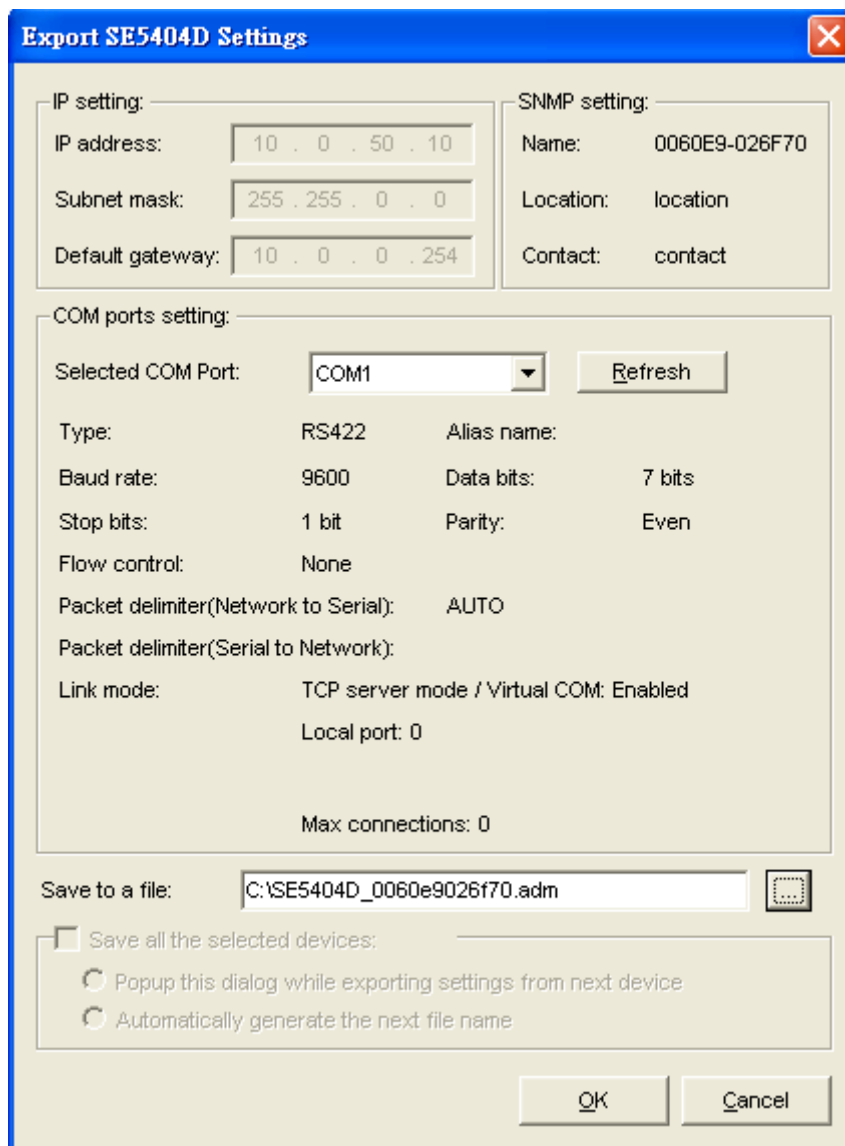 Export SE5404D Settings
IP setting:
IP address: 10 . 0 . 50 . 10
Subnet mask: 255 . 255 . 0 . 0
Default gateway: 10 . 0 . 0 . 254
SNMP setting:
Name: 0060E9-026F70
Location: location
Contact: contact
COM ports setting:
Selected COM Port: COM1 Refresh
Type: RS422 Alias name:
Baud rate: 9600 Data bits: 7 bits
Stop bits: 1 bit Parity: Even
Flow control: None
Packet delimiter(Network to Serial): AUTO
Packet delimiter(Serial to Network):
Link mode: TCP server mode / Virtual COM: Enabled
Local port: 0
Max connections: 0
Save to a file: C:\SE5404D_0060e9026f70.adm ...
Save all the selected devices:
Popup this dialog while exporting settings from next device
Automatically generate the next file name
OK Cancel